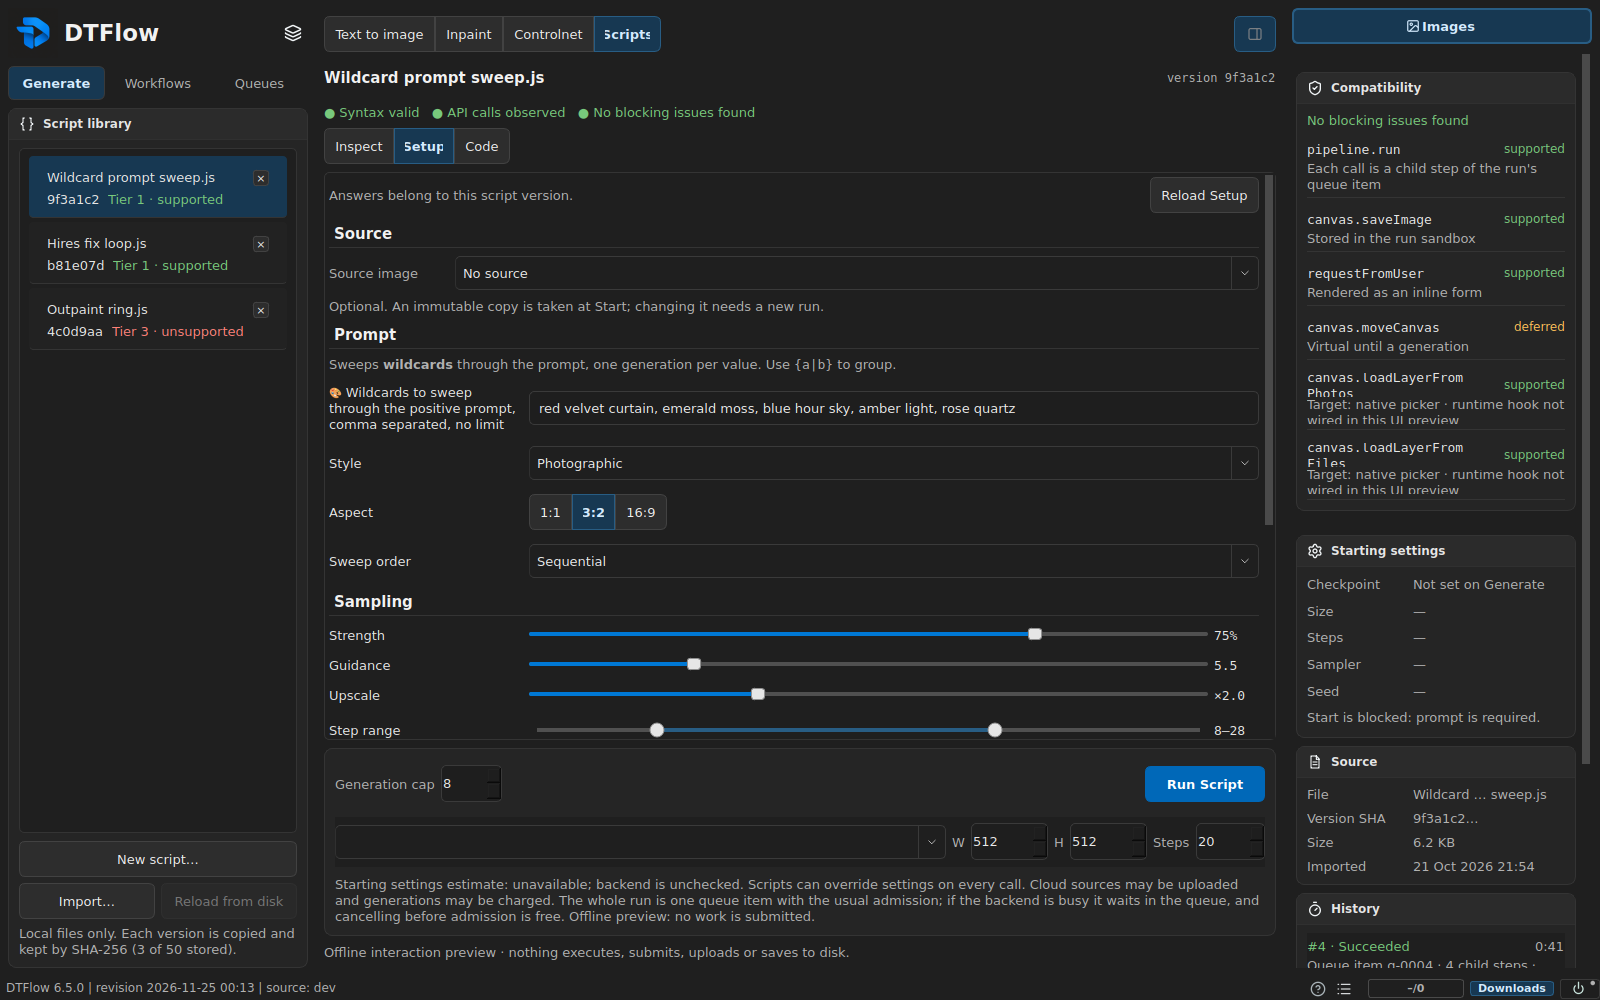 DTFlow
Generate
Workflows
Queues
Script library
Wildcard prompt sweep.js
9f3a1c2 Tier 1 · supported
Hires fix loop.js
b81e07d Tier 1 · supported
Outpaint ring.js
4c0d9aa Tier 3 · unsupported
New script...
Import...
Reload from disk
Local files only. Each version is copied and
kept by SHA-256 (3 of 50 stored).
Text to image
Inpaint
Controlnet
Scripts
Wildcard prompt sweep.js
version 9f3a1c2
Syntax valid
API calls observed
No blocking issues found
Inspect
Setup
Code
Answers belong to this script version.
Reload Setup
Source
Source image
No source
Optional. An immutable copy is taken at Start; changing it needs a new run.
Prompt
Sweeps wildcards through the prompt, one generation per value. Use {a|b} to group.
🎨 Wildcards to sweep
through the positive prompt,
comma separated, no limit
red velvet curtain, emerald moss, blue hour sky, amber light, rose quartz
Style
Photographic
Aspect
1:1
3:2
16:9
Sweep order
Sequential
Sampling
Strength
75%
Guidance
5.5
Upscale
×2.0
Step range
8–28
Generation cap
8
Run Script
W
512
H
512
Steps
20
Starting settings estimate: unavailable; backend is unchecked. Scripts can override settings on every call. Cloud sources may be uploaded
and generations may be charged. The whole run is one queue item with the usual admission; if the backend is busy it waits in the queue, and
cancelling before admission is free. Offline preview: no work is submitted.
Offline interaction preview · nothing executes, submits, uploads or saves to disk.
Images
Compatibility
No blocking issues found
pipeline.run
supported
Each call is a child step of the run's
queue item
canvas.saveImage
supported
Stored in the run sandbox
requestFromUser
supported
Rendered as an inline form
canvas.moveCanvas
deferred
Virtual until a generation
canvas.loadLayerFrom
Photos
supported
Target: native picker · runtime hook not
wired in this UI preview
canvas.loadLayerFrom
Files
supported
Target: native picker · runtime hook not
wired in this UI preview
Starting settings
Checkpoint
Not set on Generate
Size
—
Steps
—
Sampler
—
Seed
—
Start is blocked: prompt is required.
Source
File
Wildcard ... sweep.js
Version SHA
9f3a1c2...
Size
6.2 KB
Imported
21 Oct 2026 21:54
History
#4 · Succeeded
0:41
Queue item q-0004 · 4 child steps ·
DTFlow 6.5.0 | revision 2026-11-25 00:13 | source: dev
-/0
Downloads